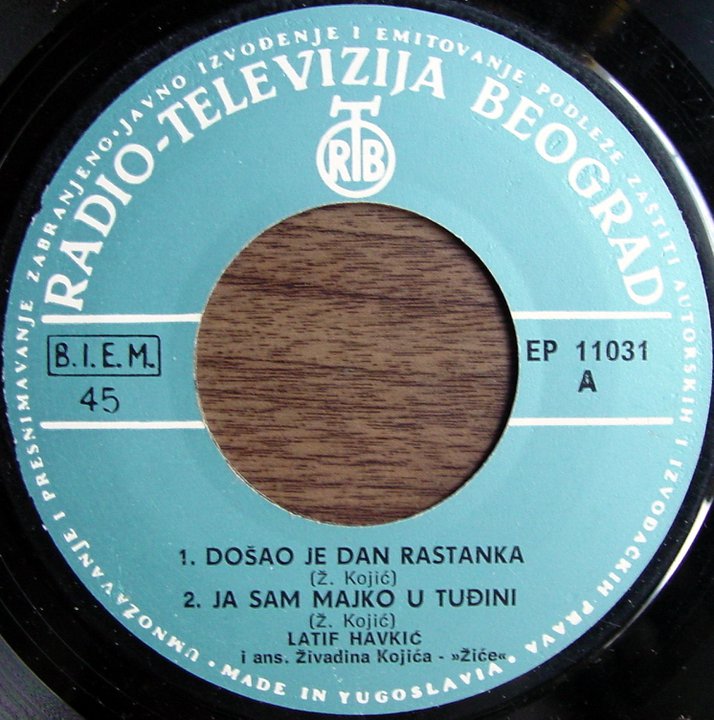 UMNOŽAVANJE I PRESNIMAVANJE ZABRANJENO • JAVNO IZVOĐENJE I EMITOVANJE PODLEŽE ZAŠTITI AUTORSKIH I IZVOĐAČKIH PRAVA • MADE IN YUGOSLAVIA •
RADIO-TELEVIZIJA BEOGRAD
RTB
B.I.E.M.
45
EP 11031
A
1. DOŠAO JE DAN RASTANKA
(Ž. Kojić)
2. JA SAM MAJKO U TUĐINI
(Ž. Kojić)
LATIF HAVKIĆ
i ans. Živadina Kojića - »Žiće«